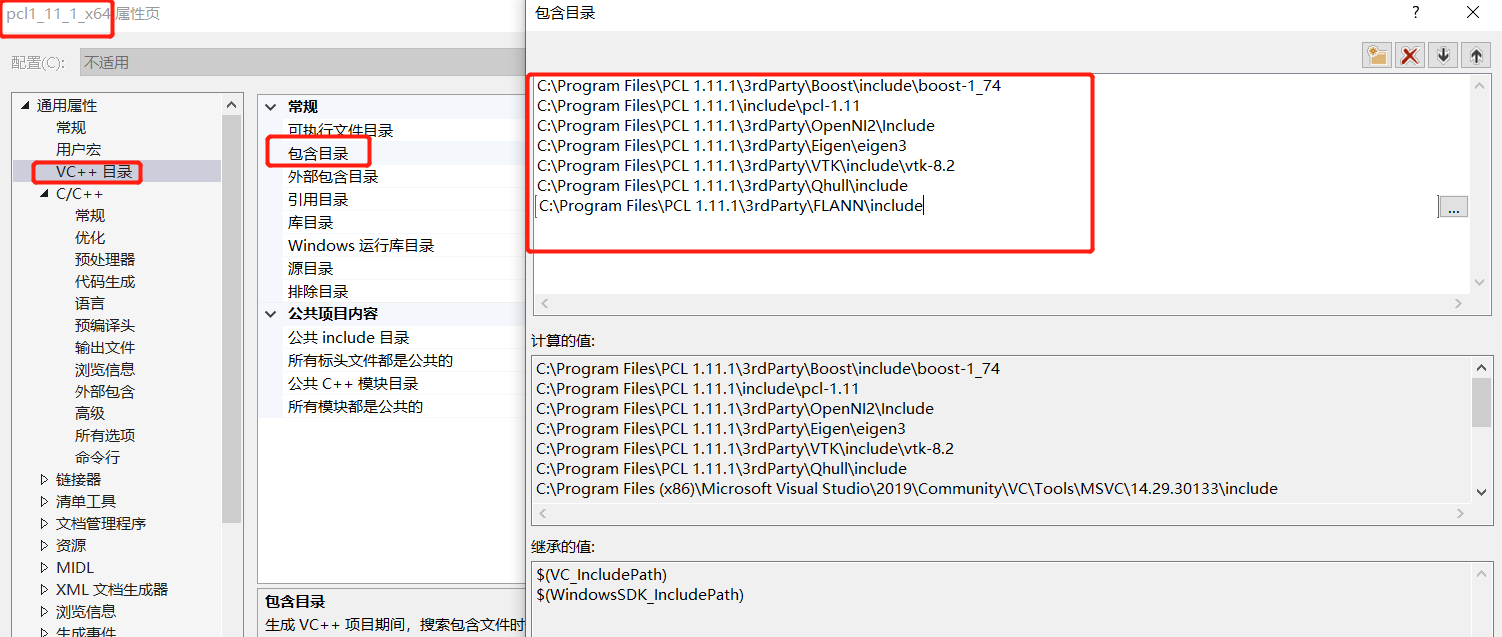 pcl1_11_1_x64 属性页
配置(C):
不适用
通用属性
常规
用户宏
VC++ 目录
C/C++
常规
优化
预处理器
代码生成
语言
预编译头
输出文件
浏览信息
外部包含
高级
所有选项
命令行
链接器
清单工具
文档管理程序
资源
MIDL
XML 文档生成器
浏览信息
生成事件
常规
可执行文件目录
包含目录
外部包含目录
引用目录
库目录
Windows 运行库目录
源目录
排除目录
公共项目内容
公共 include 目录
所有标头文件都是公共的
公共 C++ 模块目录
所有模块都是公共的
包含目录
生成 VC++ 项目期间，搜索包含文件时
包含目录
?
C:\Program Files\PCL 1.11.1\3rdParty\Boost\include\boost-1_74
C:\Program Files\PCL 1.11.1\include\pcl-1.11
C:\Program Files\PCL 1.11.1\3rdParty\OpenNI2\Include
C:\Program Files\PCL 1.11.1\3rdParty\Eigen\eigen3
C:\Program Files\PCL 1.11.1\3rdParty\VTK\include\vtk-8.2
C:\Program Files\PCL 1.11.1\3rdParty\Qhull\include
C:\Program Files\PCL 1.11.1\3rdParty\FLANN\include
...
计算的值:
C:\Program Files\PCL 1.11.1\3rdParty\Boost\include\boost-1_74
C:\Program Files\PCL 1.11.1\include\pcl-1.11
C:\Program Files\PCL 1.11.1\3rdParty\OpenNI2\Include
C:\Program Files\PCL 1.11.1\3rdParty\Eigen\eigen3
C:\Program Files\PCL 1.11.1\3rdParty\VTK\include\vtk-8.2
C:\Program Files\PCL 1.11.1\3rdParty\Qhull\include
C:\Program Files (x86)\Microsoft Visual Studio\2019\Community\VC\Tools\MSVC\14.29.30133\include
继承的值:
$(VC_IncludePath)
$(WindowsSDK_IncludePath)